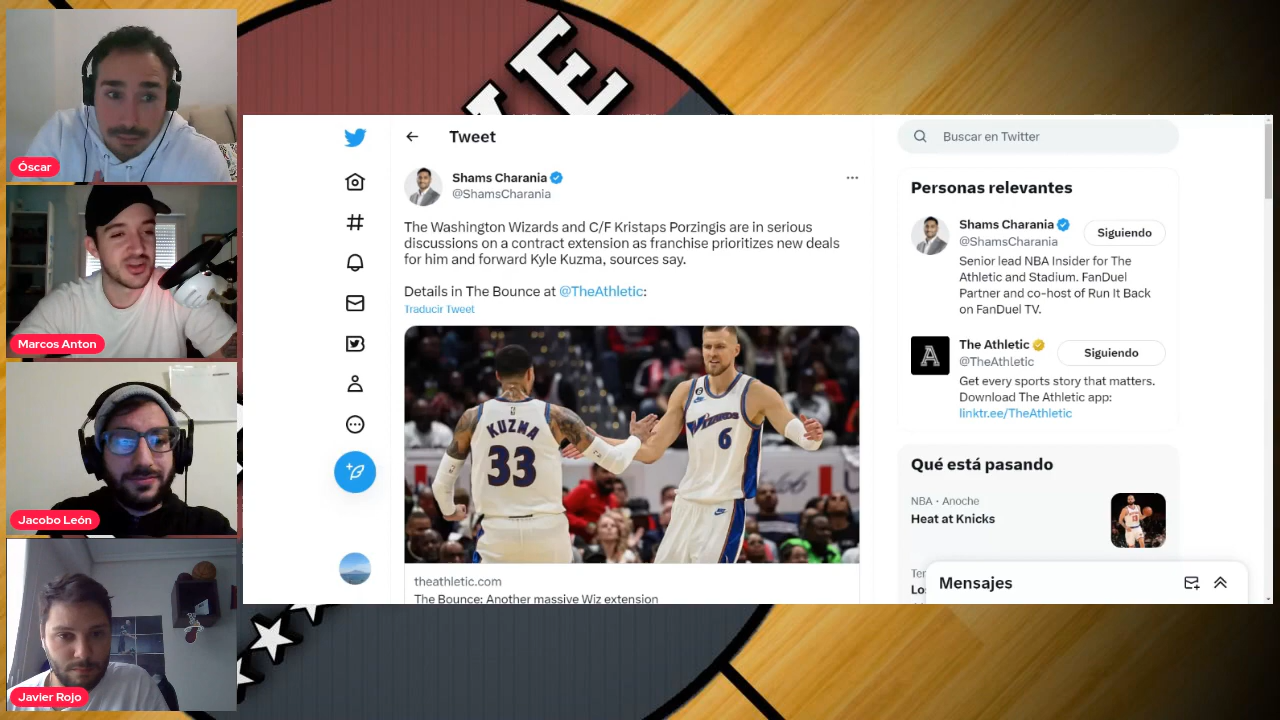 Óscar
Marcos Anton
Jacobo León
Javier Rojo
Tweet
Shams Charania
@ShamsCharania
The Washington Wizards and C/F Kristaps Porzingis are in serious
discussions on a contract extension as franchise prioritizes new deals
for him and forward Kyle Kuzma, sources say.
Details in The Bounce at @TheAthletic:
Traducir Tweet
KUZMA
33
WIZARDS
6
theathletic.com
The Bounce: Another massive Wiz extension
Buscar en Twitter
Personas relevantes
Shams Charania
@ShamsCharania
Siguiendo
Senior lead NBA Insider for The
Athletic and Stadium. FanDuel
Partner and co-host of Run It Back
on FanDuel TV.
A
The Athletic
@TheAthletic
Siguiendo
Get every sports story that matters.
Download The Athletic app:
linktr.ee/TheAthletic
Qué está pasando
NBA · Anoche
Heat at Knicks
Mensajes